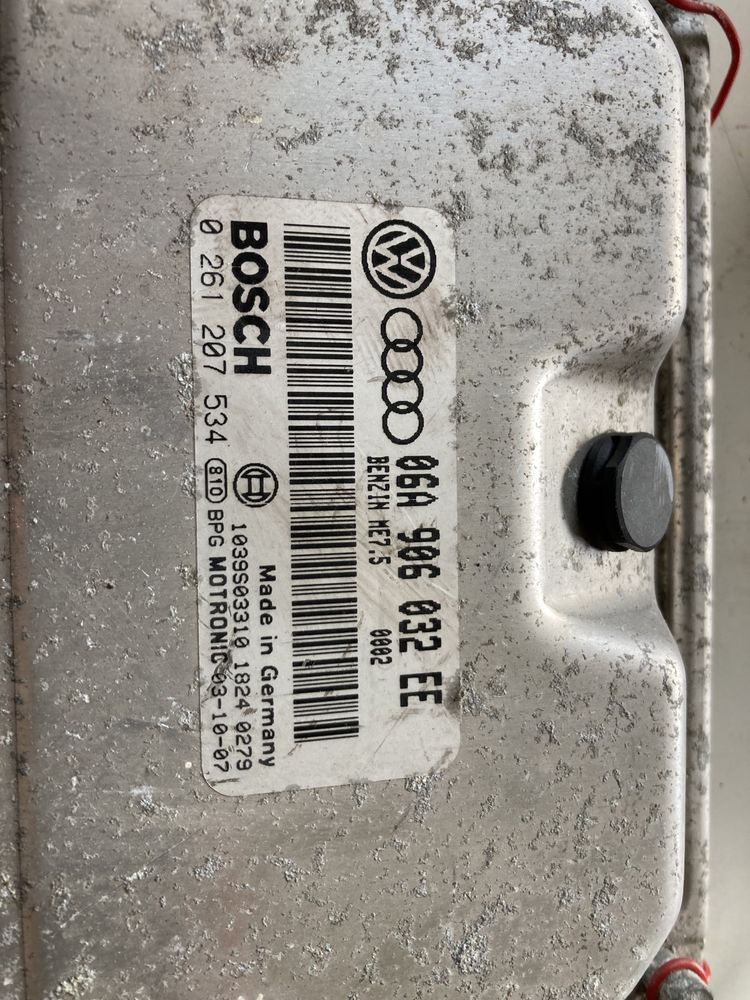 06A 906 032 EE
BENZIN ME7.5 0002
BOSCH
0 261 207 534
Made in Germany
1039S03310 1824 0279
81D BPG MOTRONIC 03-10-07